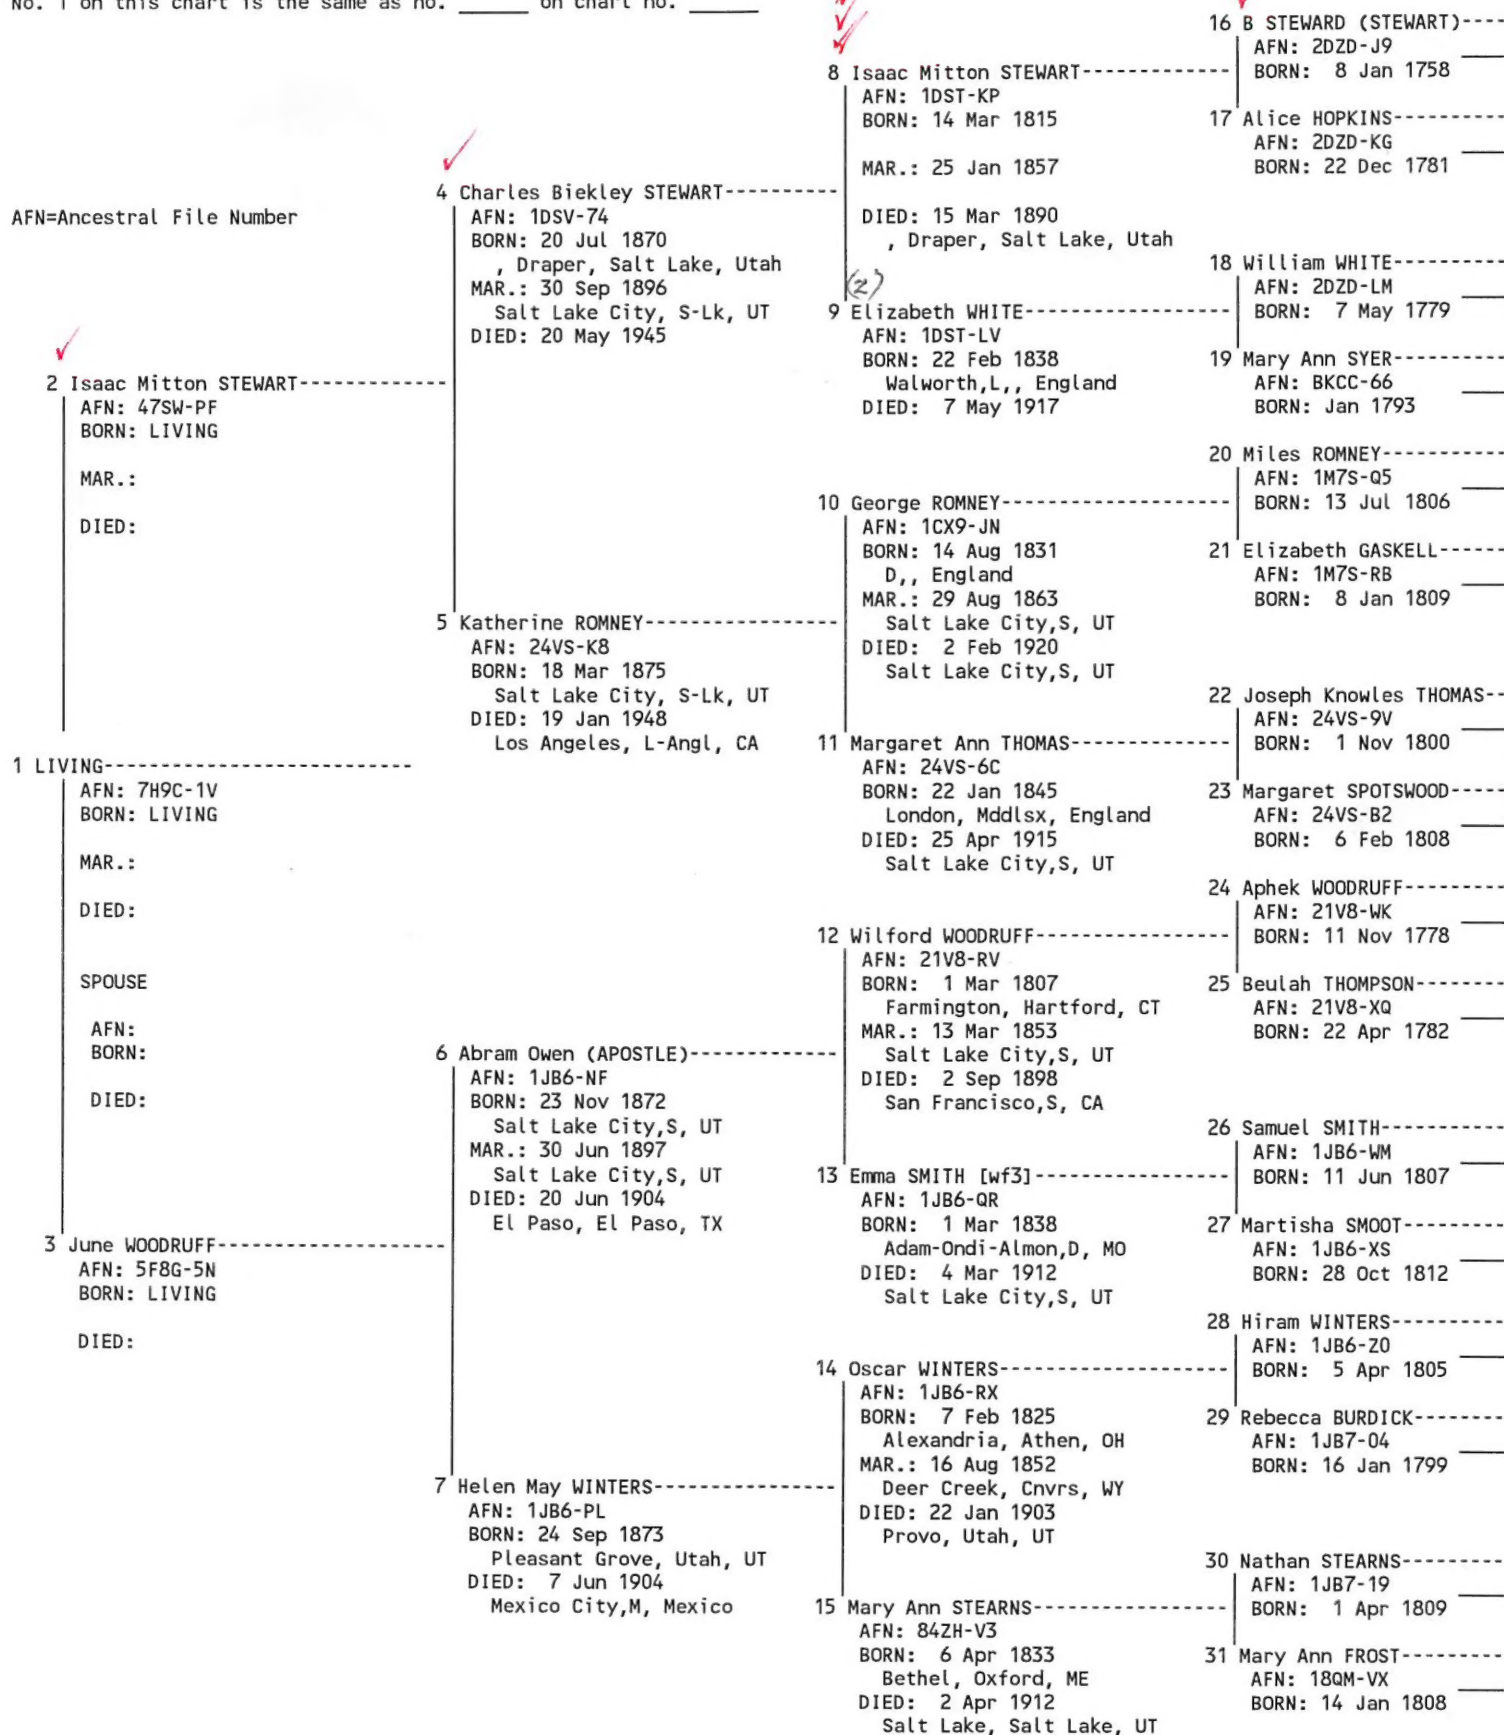 No. 1 on this chart is the same as no. ______ on chart no. ______
AFN=Ancestral File Number
1 LIVING
AFN: 7H9C-1V
BORN: LIVING
MAR.:
DIED:
SPOUSE
AFN:
BORN:
DIED:
2 Isaac Mitton STEWART
AFN: 47SW-PF
BORN: LIVING
MAR.:
DIED:
3 June WOODRUFF
AFN: 5F8G-5N
BORN: LIVING
DIED:
4 Charles Biekley STEWART
AFN: 1DSV-74
BORN: 20 Jul 1870
, Draper, Salt Lake, Utah
MAR.: 30 Sep 1896
Salt Lake City, S-Lk, UT
DIED: 20 May 1945
5 Katherine ROMNEY
AFN: 24VS-K8
BORN: 18 Mar 1875
Salt Lake City, S-Lk, UT
DIED: 19 Jan 1948
Los Angeles, L-Angl, CA
6 Abram Owen (APOSTLE)
AFN: 1JB6-NF
BORN: 23 Nov 1872
Salt Lake City,S, UT
MAR.: 30 Jun 1897
Salt Lake City,S, UT
DIED: 20 Jun 1904
El Paso, El Paso, TX
7 Helen May WINTERS
AFN: 1JB6-PL
BORN: 24 Sep 1873
Pleasant Grove, Utah, UT
DIED: 7 Jun 1904
Mexico City,M, Mexico
8 Isaac Mitton STEWART
AFN: 1DST-KP
BORN: 14 Mar 1815
MAR.: 25 Jan 1857
DIED: 15 Mar 1890
, Draper, Salt Lake, Utah
(2)
9 Elizabeth WHITE
AFN: 1DST-LV
BORN: 22 Feb 1838
Walworth,L,, England
DIED: 7 May 1917
10 George ROMNEY
AFN: 1CX9-JN
BORN: 14 Aug 1831
D,, England
MAR.: 29 Aug 1863
Salt Lake City,S, UT
DIED: 2 Feb 1920
Salt Lake City,S, UT
11 Margaret Ann THOMAS
AFN: 24VS-6C
BORN: 22 Jan 1845
London, Mddlsx, England
DIED: 25 Apr 1915
Salt Lake City,S, UT
12 Wilford WOODRUFF
AFN: 21V8-RV
BORN: 1 Mar 1807
Farmington, Hartford, CT
MAR.: 13 Mar 1853
Salt Lake City,S, UT
DIED: 2 Sep 1898
San Francisco,S, CA
13 Emma SMITH [wf3]
AFN: 1JB6-QR
BORN: 1 Mar 1838
Adam-Ondi-Almon,D, MO
DIED: 4 Mar 1912
Salt Lake City,S, UT
14 Oscar WINTERS
AFN: 1JB6-RX
BORN: 7 Feb 1825
Alexandria, Athen, OH
MAR.: 16 Aug 1852
Deer Creek, Cnvrs, WY
DIED: 22 Jan 1903
Provo, Utah, UT
15 Mary Ann STEARNS
AFN: 84ZH-V3
BORN: 6 Apr 1833
Bethel, Oxford, ME
DIED: 2 Apr 1912
Salt Lake, Salt Lake, UT
16 B STEWARD (STEWART)
AFN: 2DZD-J9
BORN: 8 Jan 1758
17 Alice HOPKINS
AFN: 2DZD-KG
BORN: 22 Dec 1781
18 William WHITE
AFN: 2DZD-LM
BORN: 7 May 1779
19 Mary Ann SYER
AFN: BKCC-66
BORN: Jan 1793
20 Miles ROMNEY
AFN: 1M7S-Q5
BORN: 13 Jul 1806
21 Elizabeth GASKELL
AFN: 1M7S-RB
BORN: 8 Jan 1809
22 Joseph Knowles THOMAS
AFN: 24VS-9V
BORN: 1 Nov 1800
23 Margaret SPOTSWOOD
AFN: 24VS-B2
BORN: 6 Feb 1808
24 Aphek WOODRUFF
AFN: 21V8-WK
BORN: 11 Nov 1778
25 Beulah THOMPSON
AFN: 21V8-XQ
BORN: 22 Apr 1782
26 Samuel SMITH
AFN: 1JB6-WM
BORN: 11 Jun 1807
27 Martisha SMOOT
AFN: 1JB6-XS
BORN: 28 Oct 1812
28 Hiram WINTERS
AFN: 1JB6-Z0
BORN: 5 Apr 1805
29 Rebecca BURDICK
AFN: 1JB7-04
BORN: 16 Jan 1799
30 Nathan STEARNS
AFN: 1JB7-19
BORN: 1 Apr 1809
31 Mary Ann FROST
AFN: 18QM-VX
BORN: 14 Jan 1808